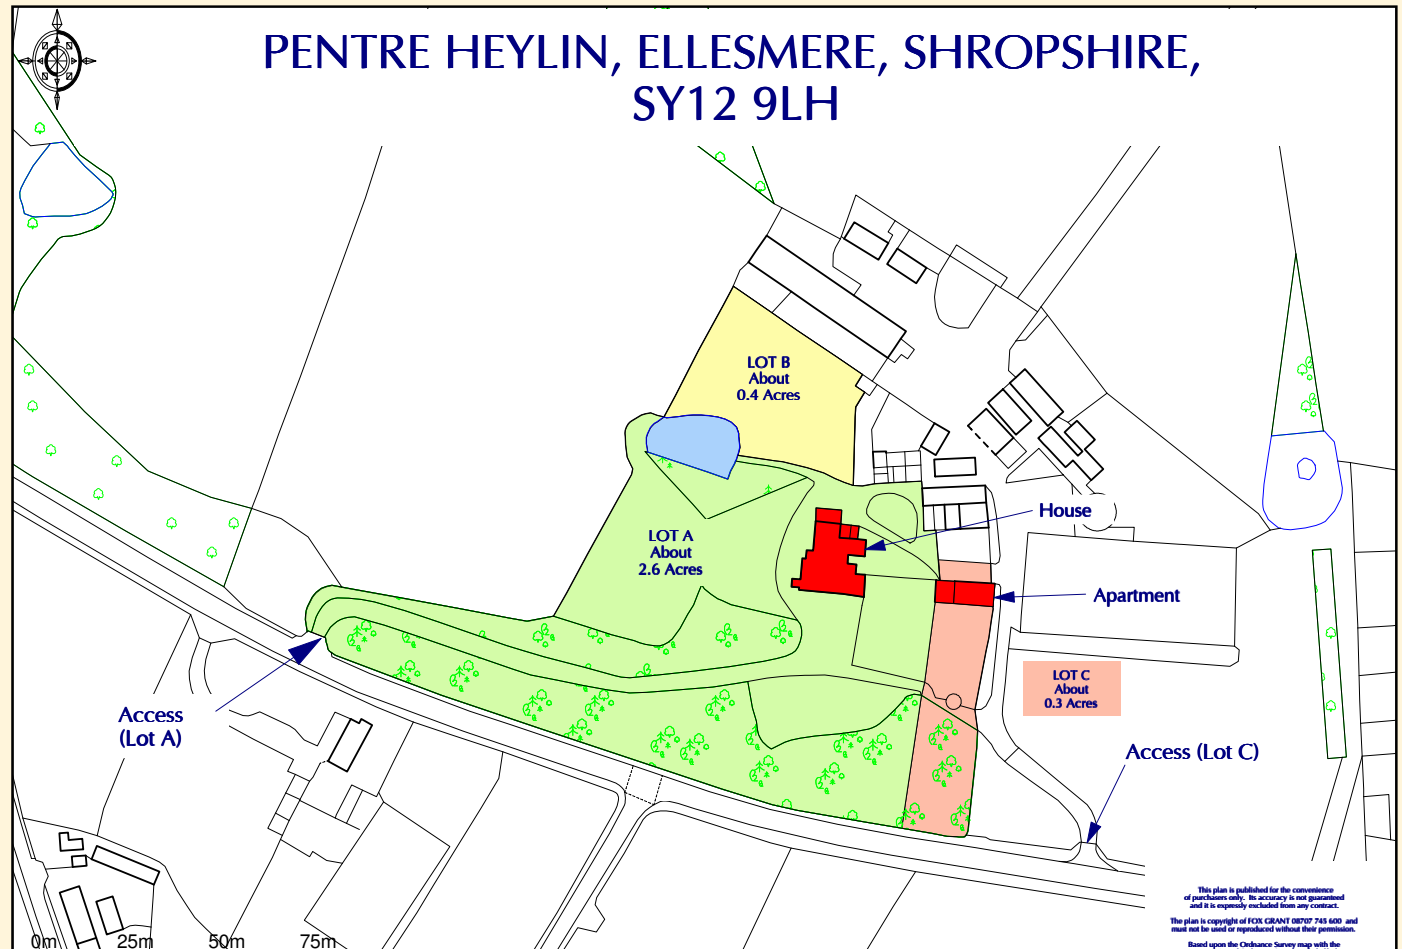 PENTRE HEYLIN, ELLESMERE, SHROPSHIRE,
SY12 9LH
LOT B
About
0.4 Acres
LOT A
About
2.6 Acres
House
Apartment
LOT C
About
0.3 Acres
Access
(Lot A)
Access (Lot C)
0m 25m 50m 75m
This plan is published for the convenience
of purchasers only. Its accuracy is not guaranteed
and it is expressly excluded from any contract.
The plan is copyright of FOX GRANT 08707 745 600 and
must not be used or reproduced without their permission.
Based upon the Ordnance Survey map with the